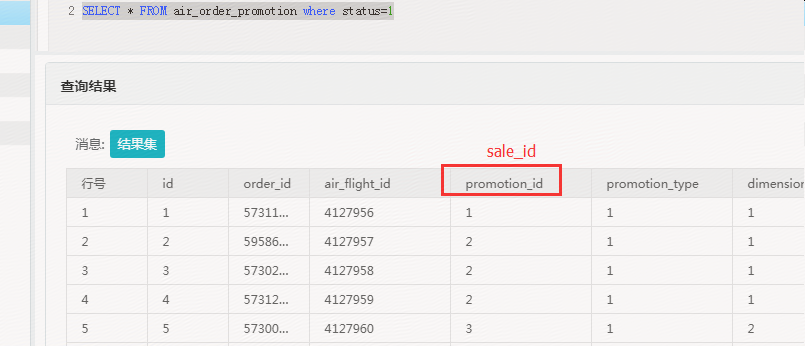 2 SELECT * FROM air_order_promotion where status=1
查询结果
消息: 结果集
sale_id
行号 id order_id air_flight_id promotion_id promotion_type dimension
1 1 57311... 4127956 1 1 1
2 2 59586... 4127957 2 1 1
3 3 57302... 4127958 2 1 1
4 4 57312... 4127959 2 1 1
5 5 57300... 4127960 3 1 2